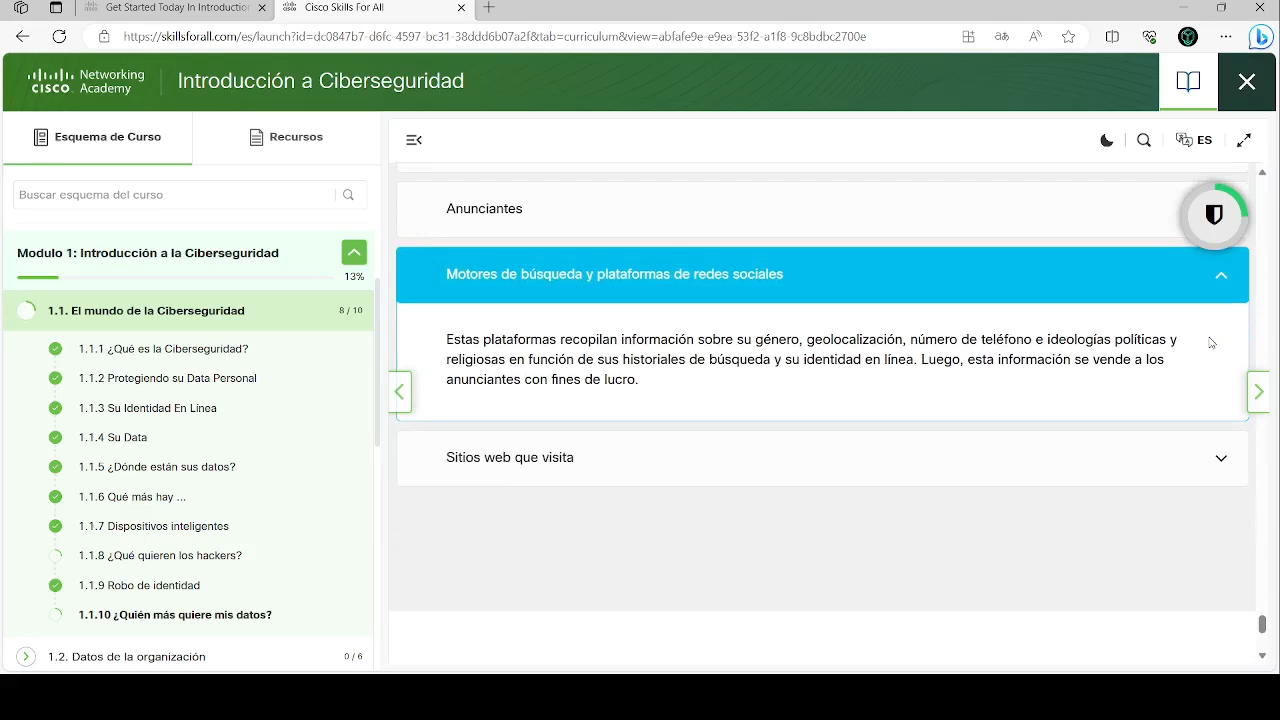 Get Started Today In Introduction
Cisco Skills For All
https://skillsforall.com/es/launch?id=dc0847b7-d6fc-4597-bc31-38ddd6b07a2f&tab=curriculum&view=abfafe9e-e9ea-53f2-a1f8-9c8bdbc2700e
Networking
CISCO Academy
Introducción a Ciberseguridad
Esquema de Curso
Recursos
ES
Buscar esquema del curso
Modulo 1: Introducción a la Ciberseguridad
13%
1.1. El mundo de la Ciberseguridad 8 / 10
1.1.1 ¿Qué es la Ciberseguridad?
1.1.2 Protegiendo su Data Personal
1.1.3 Su Identidad En Línea
1.1.4 Su Data
1.1.5 ¿Dónde están sus datos?
1.1.6 Qué más hay ...
1.1.7 Dispositivos inteligentes
1.1.8 ¿Qué quieren los hackers?
1.1.9 Robo de identidad
1.1.10 ¿Quién más quiere mis datos?
1.2. Datos de la organización 0 / 6
Anunciantes
Motores de búsqueda y plataformas de redes sociales
Estas plataformas recopilan información sobre su género, geolocalización, número de teléfono e ideologías políticas y
religiosas en función de sus historiales de búsqueda y su identidad en línea. Luego, esta información se vende a los
anunciantes con fines de lucro.
Sitios web que visita